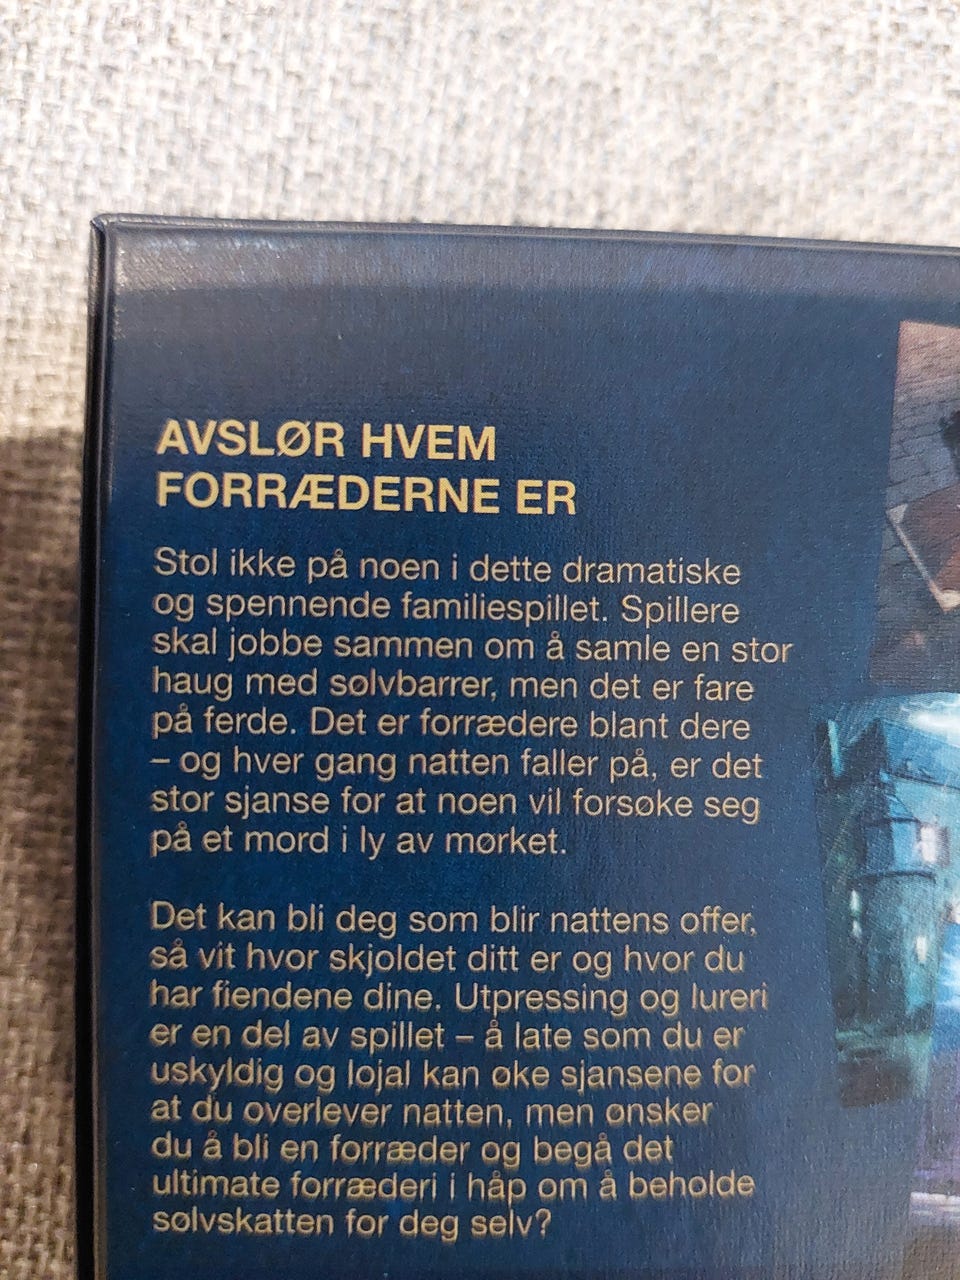 AVSLØR HVEM
FORRÆDERNE ER
Stol ikke på noen i dette dramatiske
og spennende familiespillet. Spillere
skal jobbe sammen om å samle en stor
haug med sølvbarrer, men det er fare
på ferde. Det er forrædere blant dere
– og hver gang natten faller på, er det
stor sjanse for at noen vil forsøke seg
på et mord i ly av mørket.
Det kan bli deg som blir nattens offer,
så vit hvor skjoldet ditt er og hvor du
har fiendene dine. Utpressing og lureri
er en del av spillet – å late som du er
uskyldig og lojal kan øke sjansene for
at du overlever natten, men ønsker
du å bli en forræder og begå det
ultimate forræderi i håp om å beholde
sølvskatten for deg selv?